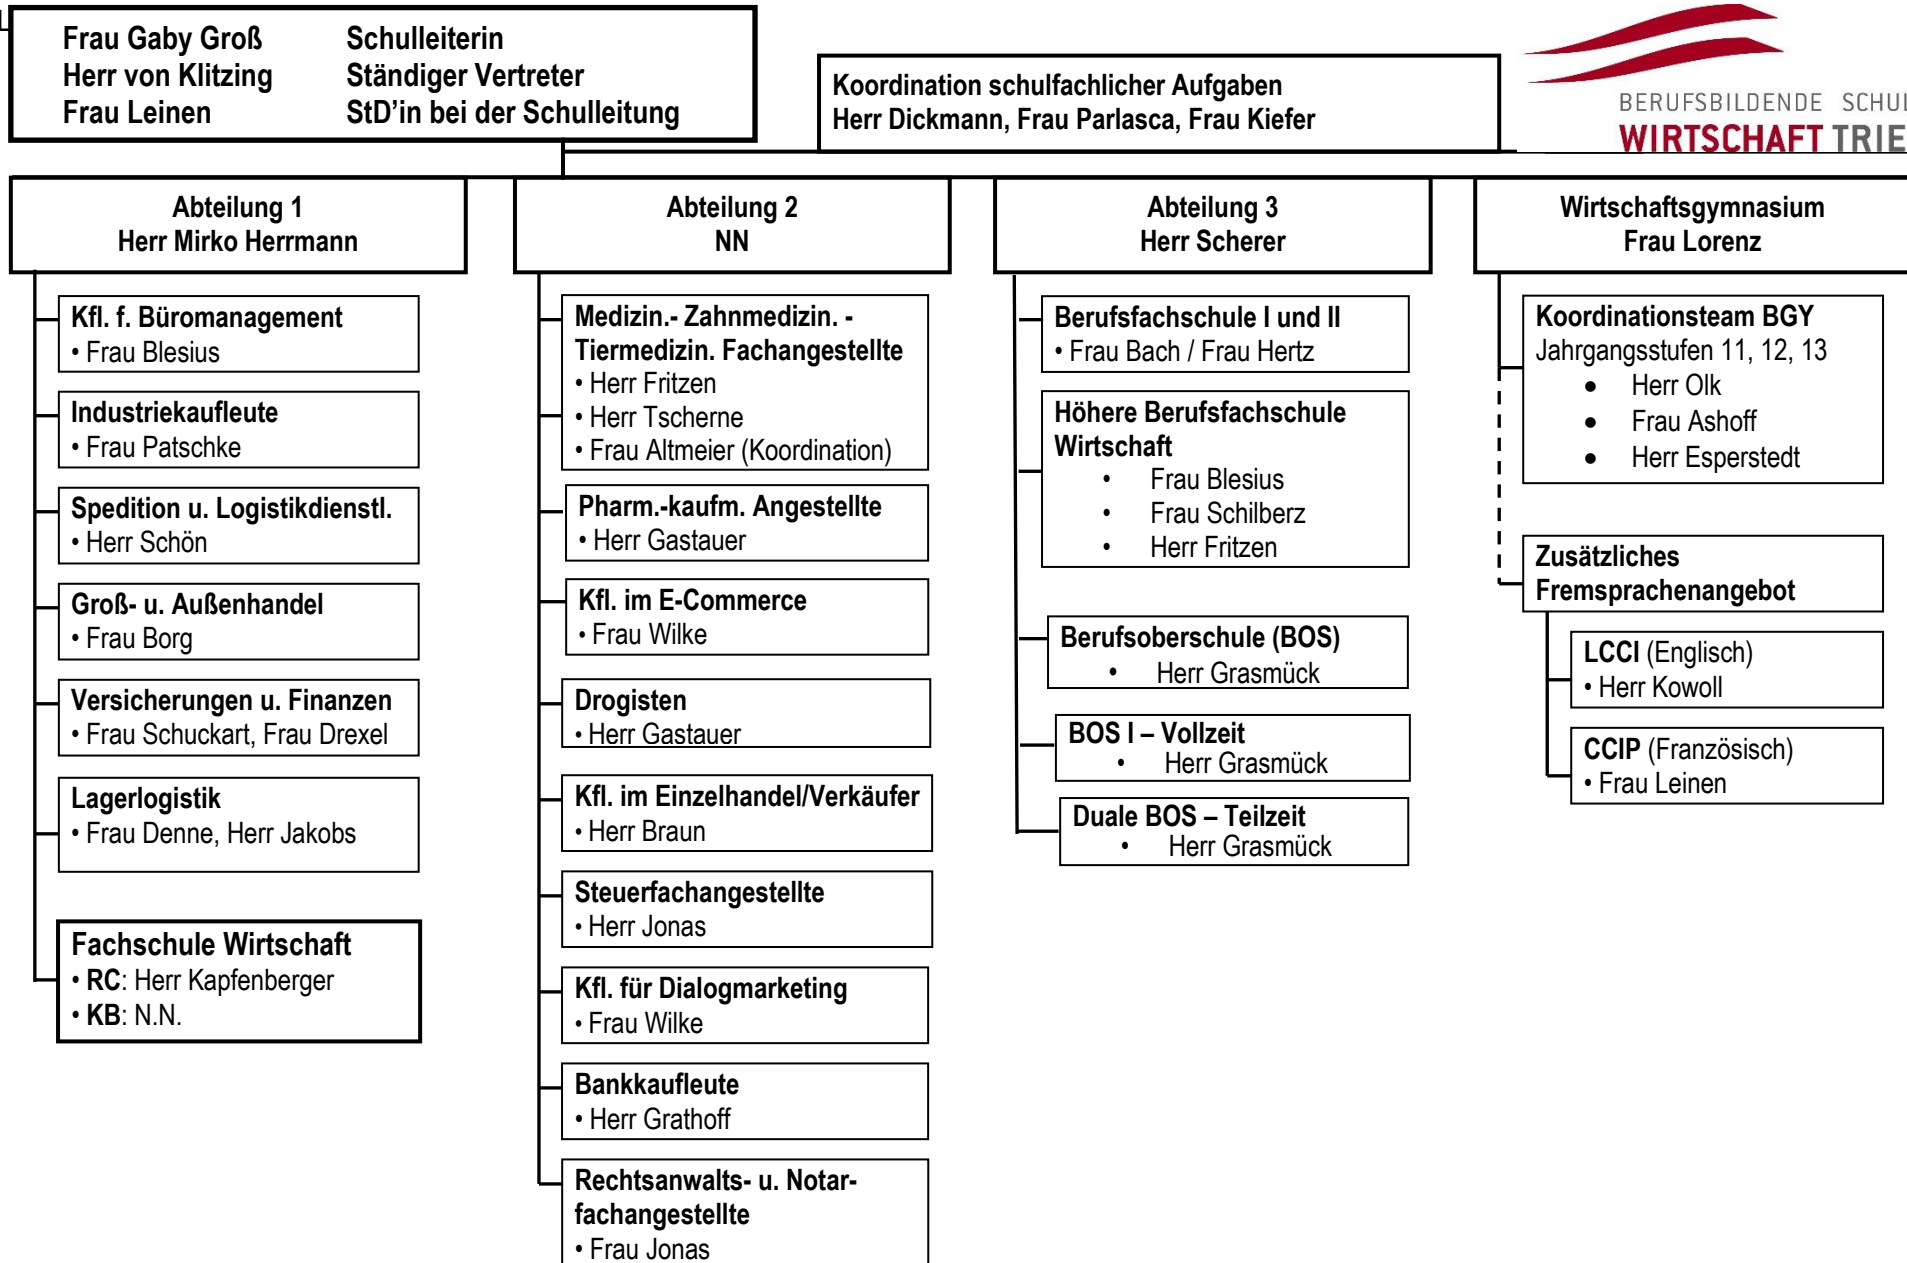 Frau Gaby Groß Schulleiterin
Herr von Klitzing Ständiger Vertreter
Frau Leinen StD’in bei der Schulleitung
Koordination schulfachlicher Aufgaben
Herr Dickmann, Frau Parlasca, Frau Kiefer
BERUFSBILDENDE SCHUL
WIRTSCHAFT TRIE
Abteilung 1
Herr Mirko Herrmann
Kfl. f. Büromanagement
• Frau Blesius
Industriekaufleute
• Frau Patschke
Spedition u. Logistikdienstl.
• Herr Schön
Groß- u. Außenhandel
• Frau Borg
Versicherungen u. Finanzen
• Frau Schuckart, Frau Drexel
Lagerlogistik
• Frau Denne, Herr Jakobs
Fachschule Wirtschaft
• RC: Herr Kapfenberger
• KB: N.N.
Abteilung 2
NN
Medizin.- Zahnmedizin. -
Tiermedizin. Fachangestellte
• Herr Fritzen
• Herr Tscherne
• Frau Altmeier (Koordination)
Pharm.-kaufm. Angestellte
• Herr Gastauer
Kfl. im E-Commerce
• Frau Wilke
Drogisten
• Herr Gastauer
Kfl. im Einzelhandel/Verkäufer
• Herr Braun
Steuerfachangestellte
• Herr Jonas
Kfl. für Dialogmarketing
• Frau Wilke
Bankkaufleute
• Herr Grathoff
Rechtsanwalts- u. Notar-
fachangestellte
• Frau Jonas
Abteilung 3
Herr Scherer
Berufsfachschule I und II
• Frau Bach / Frau Hertz
Höhere Berufsfachschule
Wirtschaft
• Frau Blesius
• Frau Schilberz
• Herr Fritzen
Berufsoberschule (BOS)
• Herr Grasmück
BOS I – Vollzeit
• Herr Grasmück
Duale BOS – Teilzeit
• Herr Grasmück
Wirtschaftsgymnasium
Frau Lorenz
Koordinationsteam BGY
Jahrgangsstufen 11, 12, 13
• Herr Olk
• Frau Ashoff
• Herr Esperstedt
Zusätzliches
Fremsprachenangebot
LCCI (Englisch)
• Herr Kowoll
CCIP (Französisch)
• Frau Leinen